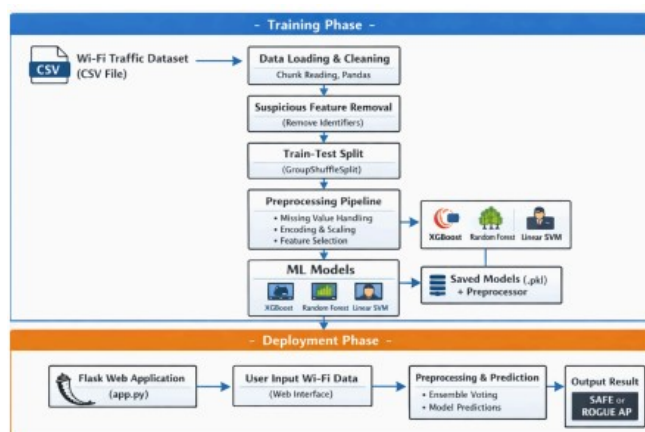 - Training Phase -
CSV
Wi-Fi Traffic Dataset
(CSV File)
Data Loading & Cleaning
Chunk Reading, Pandas
Suspicious Feature Removal
(Remove Identifiers)
Train-Test Split
(GroupShuffleSplit)
Preprocessing Pipeline
• Missing Value Handling
• Encoding & Scaling
• Feature Selection
XGBoost Random Forest Linear SVM
ML Models
XGBoost Random Forest Linear SVM
Saved Models (.pkl)
+ Preprocessor
- Deployment Phase -
Flask Web Application
(app.py)
User Input Wi-Fi Data
(Web Interface)
Preprocessing & Prediction
• Ensemble Voting
• Model Predictions
Output Result
SAFE or
ROGUE AP